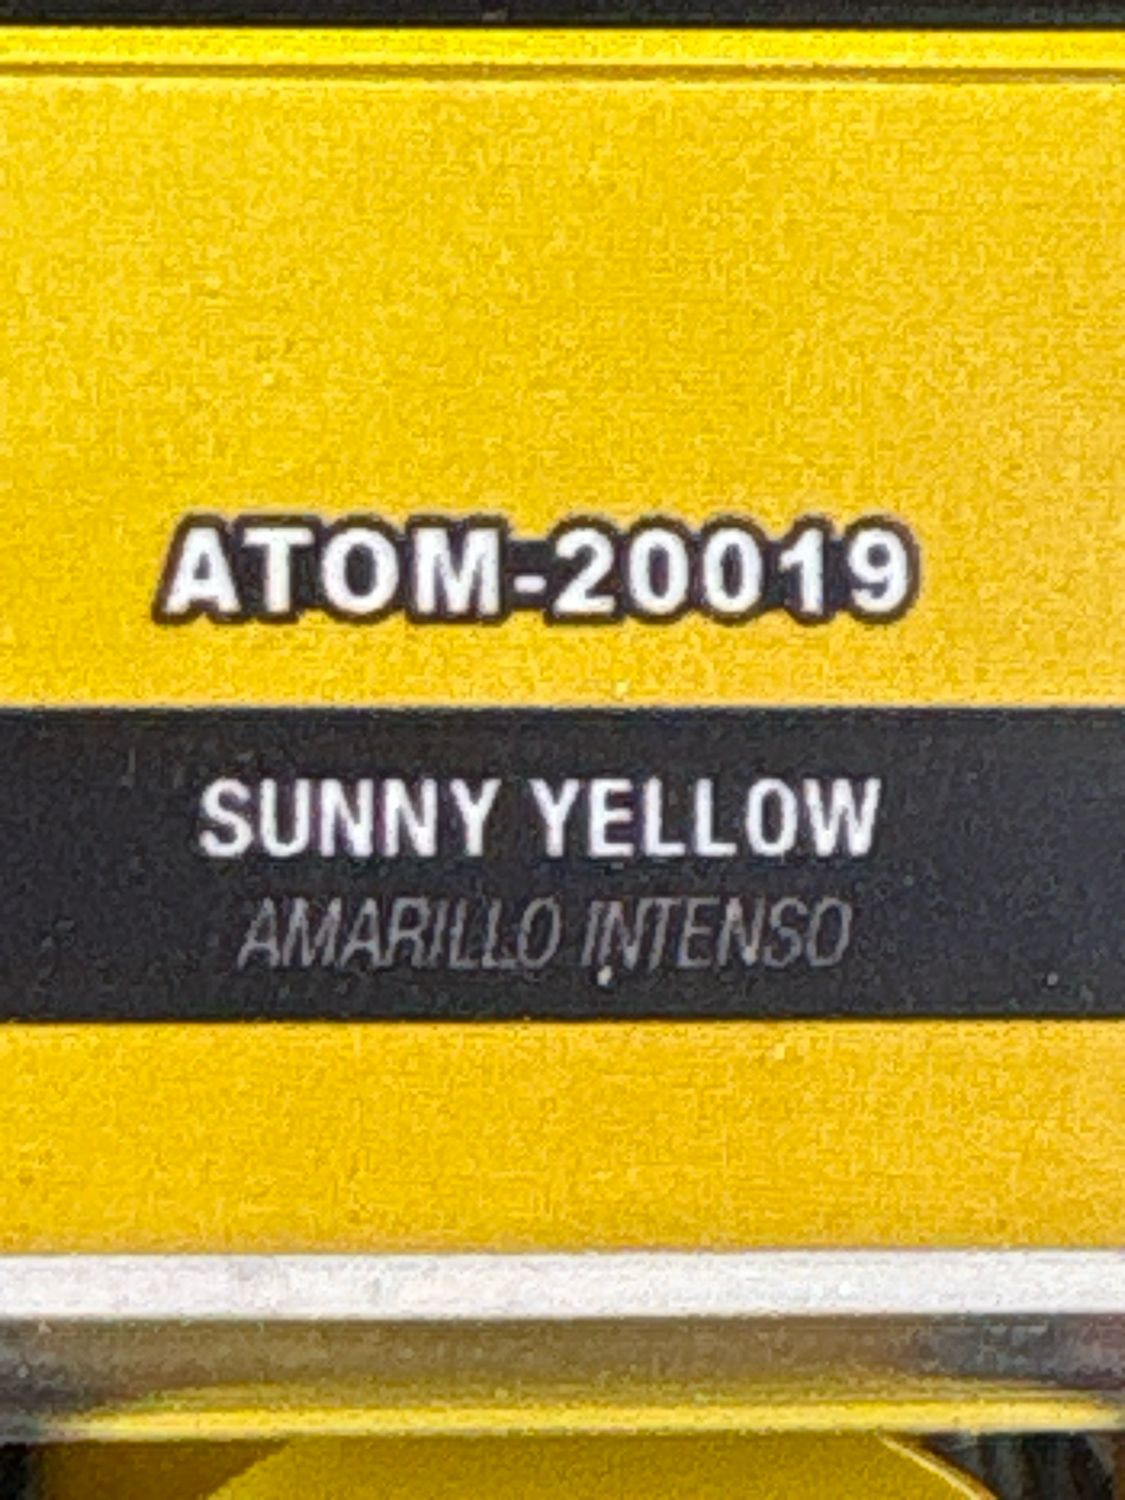 ATOM-20019
SUNNY YELLOW
AMARILLO INTENSO